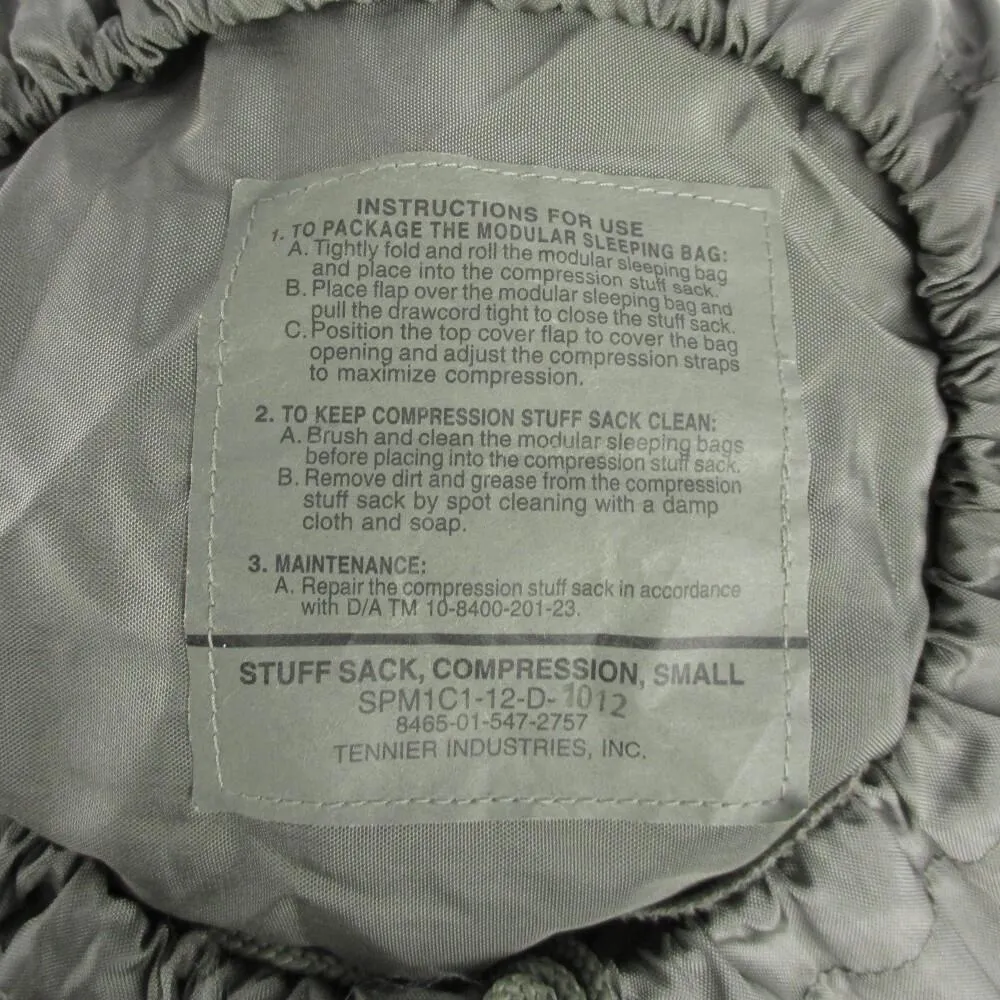 INSTRUCTIONS FOR USE
1. TO PACKAGE THE MODULAR SLEEPING BAG:
A. Tightly fold and roll the modular sleeping bag
and place into the compression stuff sack.
B. Place flap over the modular sleeping bag and
pull the drawcord tight to close the stuff sack.
C. Position the top cover flap to cover the bag
opening and adjust the compression straps
to maximize compression.
2. TO KEEP COMPRESSION STUFF SACK CLEAN:
A. Brush and clean the modular sleeping bags
before placing into the compression stuff sack.
B. Remove dirt and grease from the compression
stuff sack by spot cleaning with a damp
cloth and soap.
3. MAINTENANCE:
A. Repair the compression stuff sack in accordance
with D/A TM 10-8400-201-23.
STUFF SACK, COMPRESSION, SMALL
SPM1C1-12-D-1012
8465-01-547-2757
TENNIER INDUSTRIES, INC.